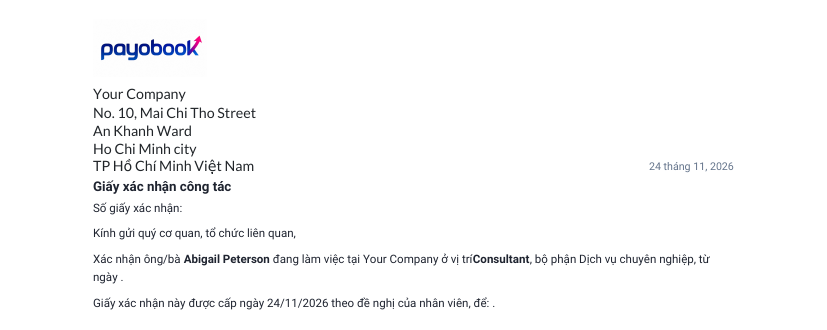 payobook
Your Company
No. 10, Mai Chi Tho Street
An Khanh Ward
Ho Chi Minh city
TP Hồ Chí Minh Việt Nam
24 tháng 11, 2026
Giấy xác nhận công tác
Số giấy xác nhận:
Kính gửi quý cơ quan, tổ chức liên quan,
Xác nhận ông/bà Abigail Peterson đang làm việc tại Your Company ở vị tríConsultant, bộ phận Dịch vụ chuyên nghiệp, từ
ngày .
Giấy xác nhận này được cấp ngày 24/11/2026 theo đề nghị của nhân viên, để: .